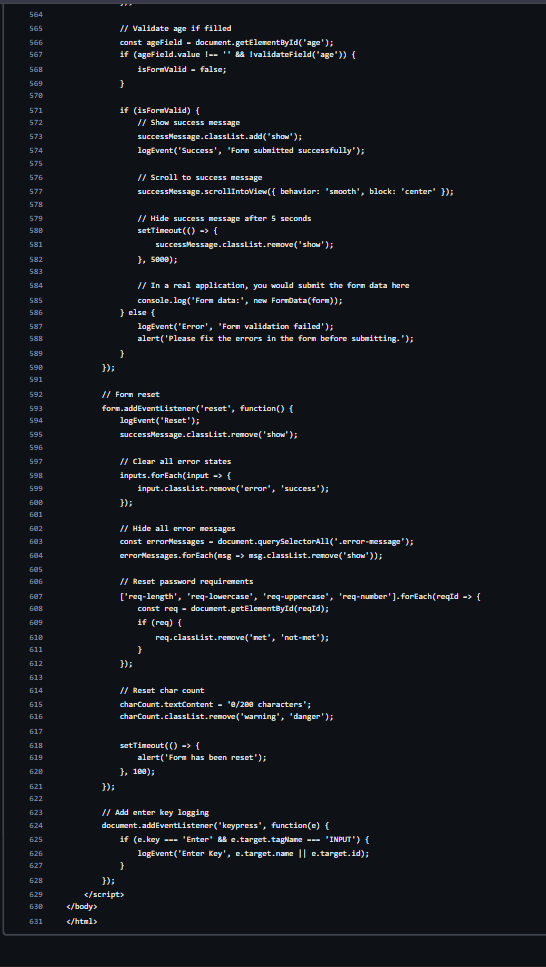 564
565 // Validate age if filled
566 const ageField = document.getElementById('age');
567 if (ageField.value !== '' && !validateField('age')) {
568 isFormValid = false;
569 }
570
571 if (isFormValid) {
572 // Show success message
573 successMessage.classList.add('show');
574 logEvent('Success', 'Form submitted successfully');
575
576 // Scroll to success message
577 successMessage.scrollIntoView({ behavior: 'smooth', block: 'center' });
578
579 // Hide success message after 5 seconds
580 setTimeout(() => {
581 successMessage.classList.remove('show');
582 }, 5000);
583
584 // In a real application, you would submit the form data here
585 console.log('Form data:', new FormData(form));
586 } else {
587 logEvent('Error', 'Form validation failed');
588 alert('Please fix the errors in the form before submitting.');
589 }
590 });
591
592 // Form reset
593 form.addEventListener('reset', function() {
594 logEvent('Reset');
595 successMessage.classList.remove('show');
596
597 // Clear all error states
598 inputs.forEach(input => {
599 input.classList.remove('error', 'success');
600 });
601
602 // Hide all error messages
603 const errorMessages = document.querySelectorAll('.error-message');
604 errorMessages.forEach(msg => msg.classList.remove('show'));
605
606 // Reset password requirements
607 ['req-length', 'req-lowercase', 'req-uppercase', 'req-number'].forEach(reqId => {
608 const req = document.getElementById(reqId);
609 if (req) {
610 req.classList.remove('met', 'not-met');
611 }
612 });
613
614 // Reset char count
615 charCount.textContent = '0/200 characters';
616 charCount.classList.remove('warning', 'danger');
617
618 setTimeout(() => {
619 alert('Form has been reset');
620 }, 100);
621 });
622
623 // Add enter key logging
624 document.addEventListener('keypress', function(e) {
625 if (e.key === 'Enter' && e.target.tagName === 'INPUT') {
626 logEvent('Enter Key', e.target.name || e.target.id);
627 }
628 });
629 </script>
630 </body>
631 </html>